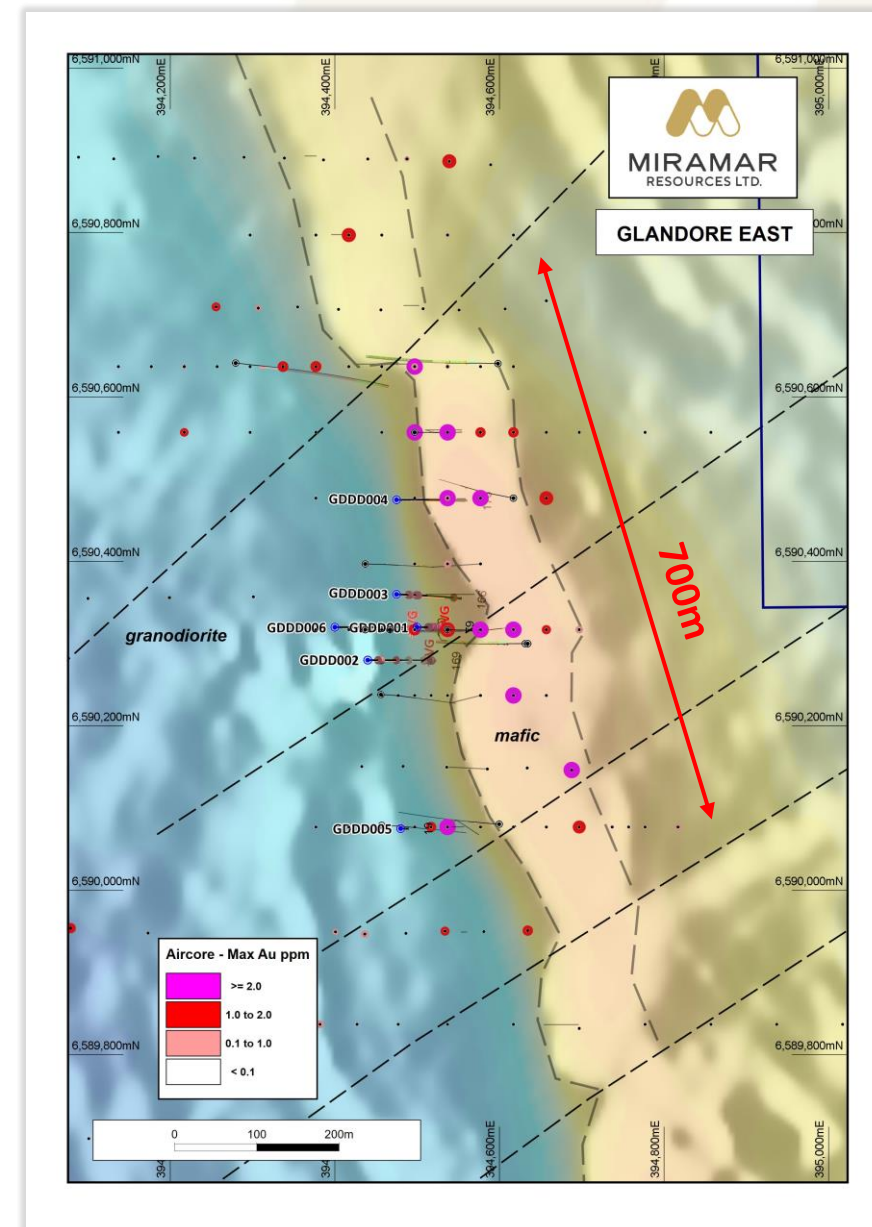 6,591,000mN
394,200mE
394,400mE
394,600mE
395,000mE
6,591,000mN
MIRAMAR
RESOURCES LTD.
GLANDORE EAST
6,590,800mN
6,590,600mN
6,590,600mN
GDDD004
6,590,400mN
6,590,400mN
700m
GDDD003
granodiorite
GDDD006
GDDD001
VG
GDDD002
VG
169
6,590,200mN
6,590,200mN
mafic
GDDD005
6,590,000mN
6,590,000mN
Aircore - Max Au ppm
>= 2.0
1.0 to 2.0
0.1 to 1.0
< 0.1
6,589,800mN
6,589,800mN
0 100 200m
394,600mE
394,800mE
395,000mE